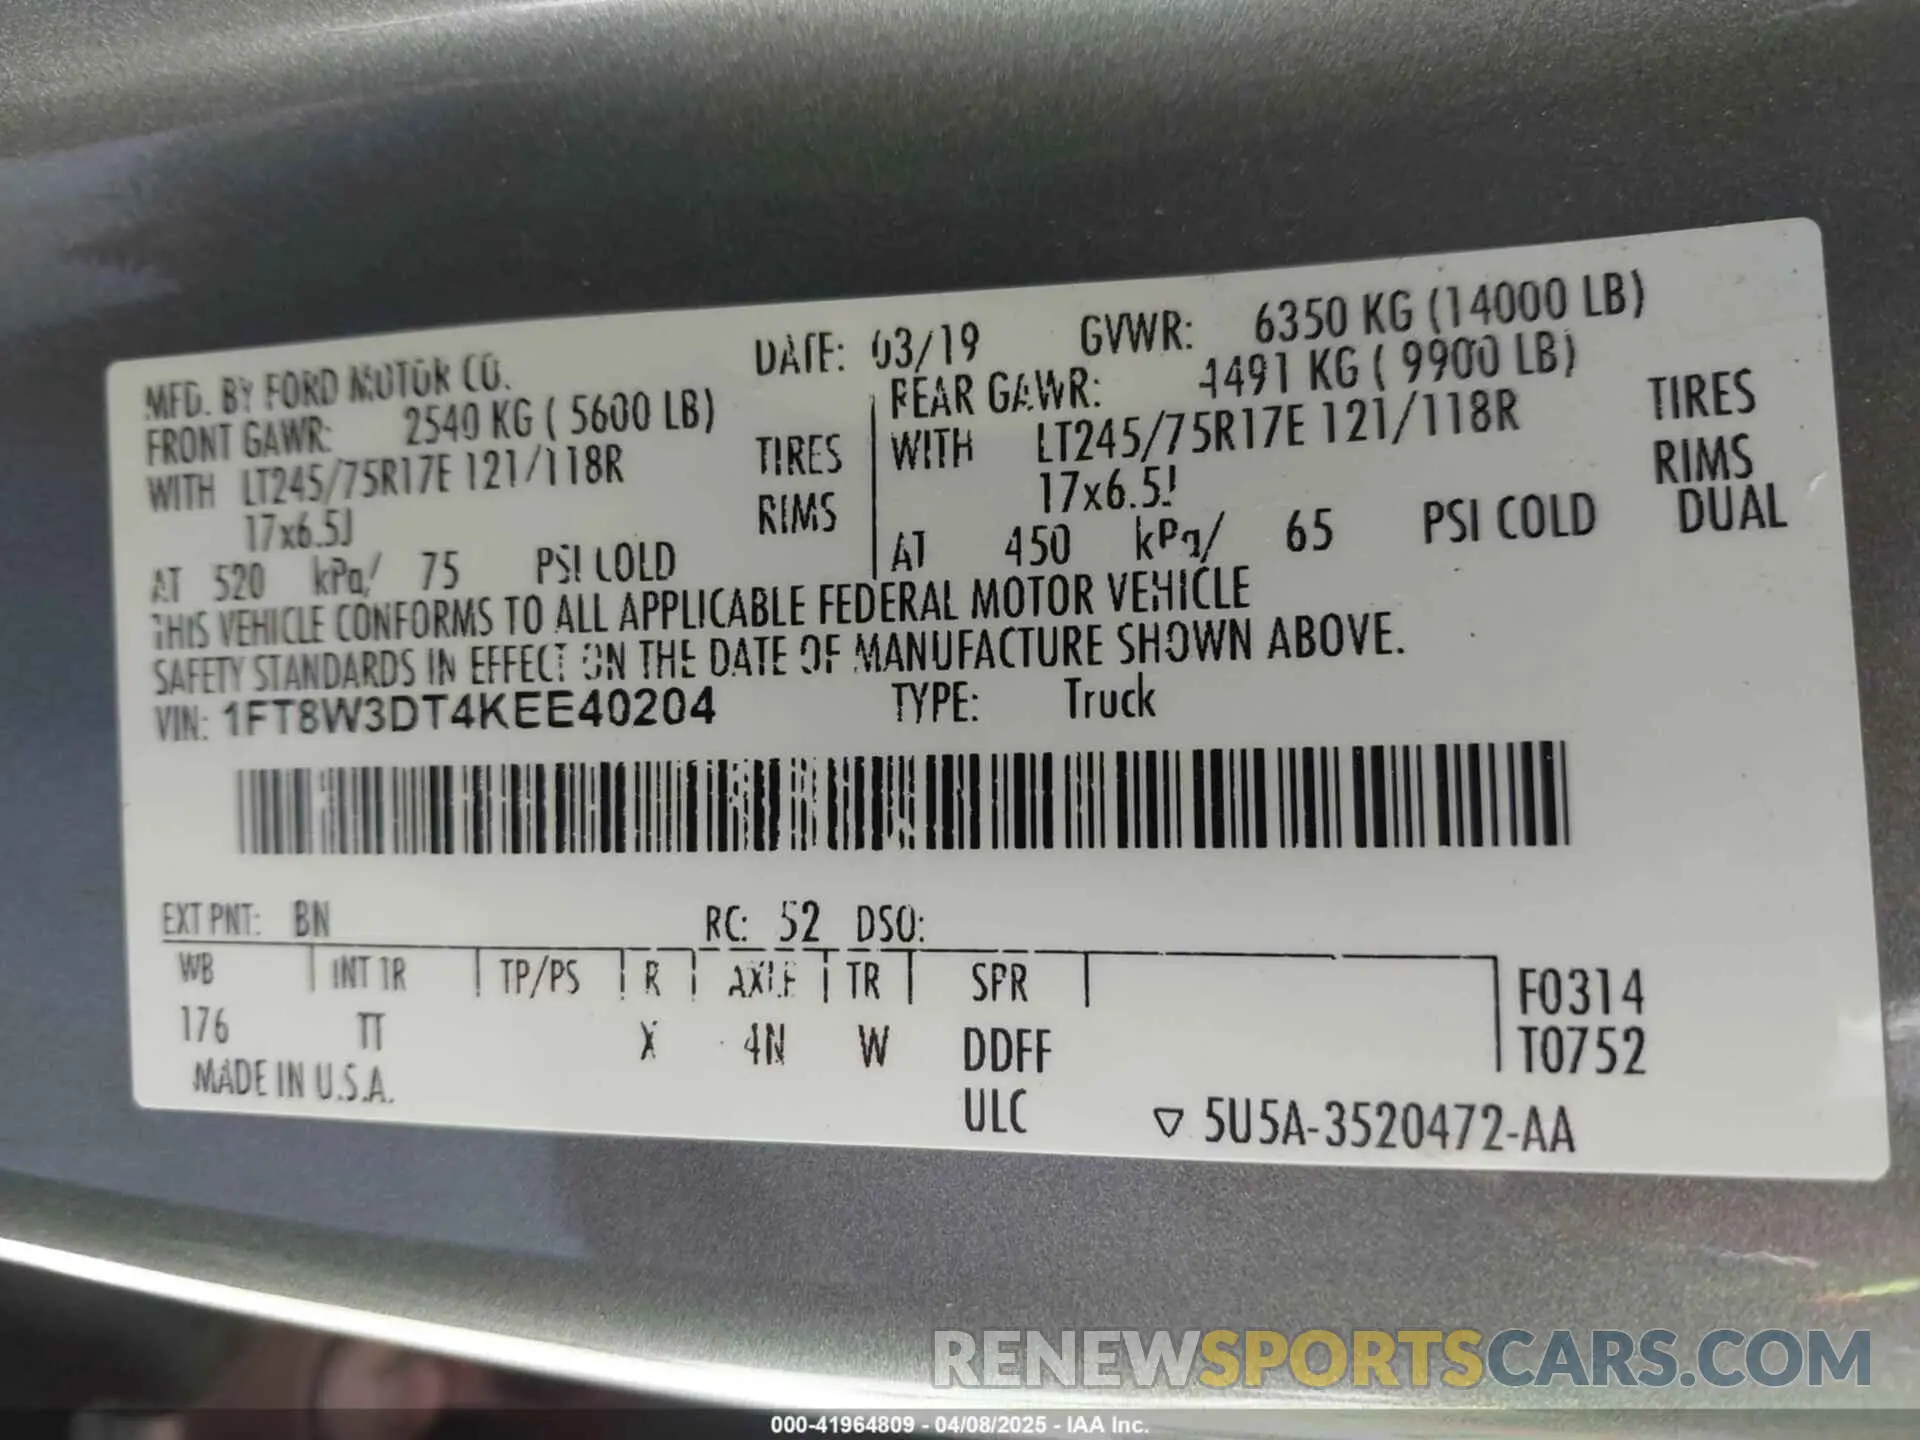 MFD. BY FORD MOTOR CO. DATE: 03/19 GVWR: 6350 KG (14000 LB)
FRONT GAWR: 2540 KG ( 5600 LB) REAR GAWR: 4491 KG ( 9900 LB)
WITH LT245/75R17E 121/118R TIRES WITH LT245/75R17E 121/118R TIRES
17x6.5J RIMS 17x6.5J RIMS
AT 520 kPa/ 75 PSI COLD AT 450 kPa/ 65 PSI COLD DUAL
THIS VEHICLE CONFORMS TO ALL APPLICABLE FEDERAL MOTOR VEHICLE
SAFETY STANDARDS IN EFFECT ON THE DATE OF MANUFACTURE SHOWN ABOVE.
VIN: 1FT8W3DT4KEE40204 TYPE: Truck
EXT PNT: BN RC: 52 DSO:
WB INT TR TP/PS R AXLE TR SPR F0314
176 TT X 4N W DDFF T0752
MADE IN U.S.A. ULC ▽ 5U5A-3520472-AA
RENEWSPORTSCARS.COM
000-41964809 - 04/08/2025 - IAA Inc.